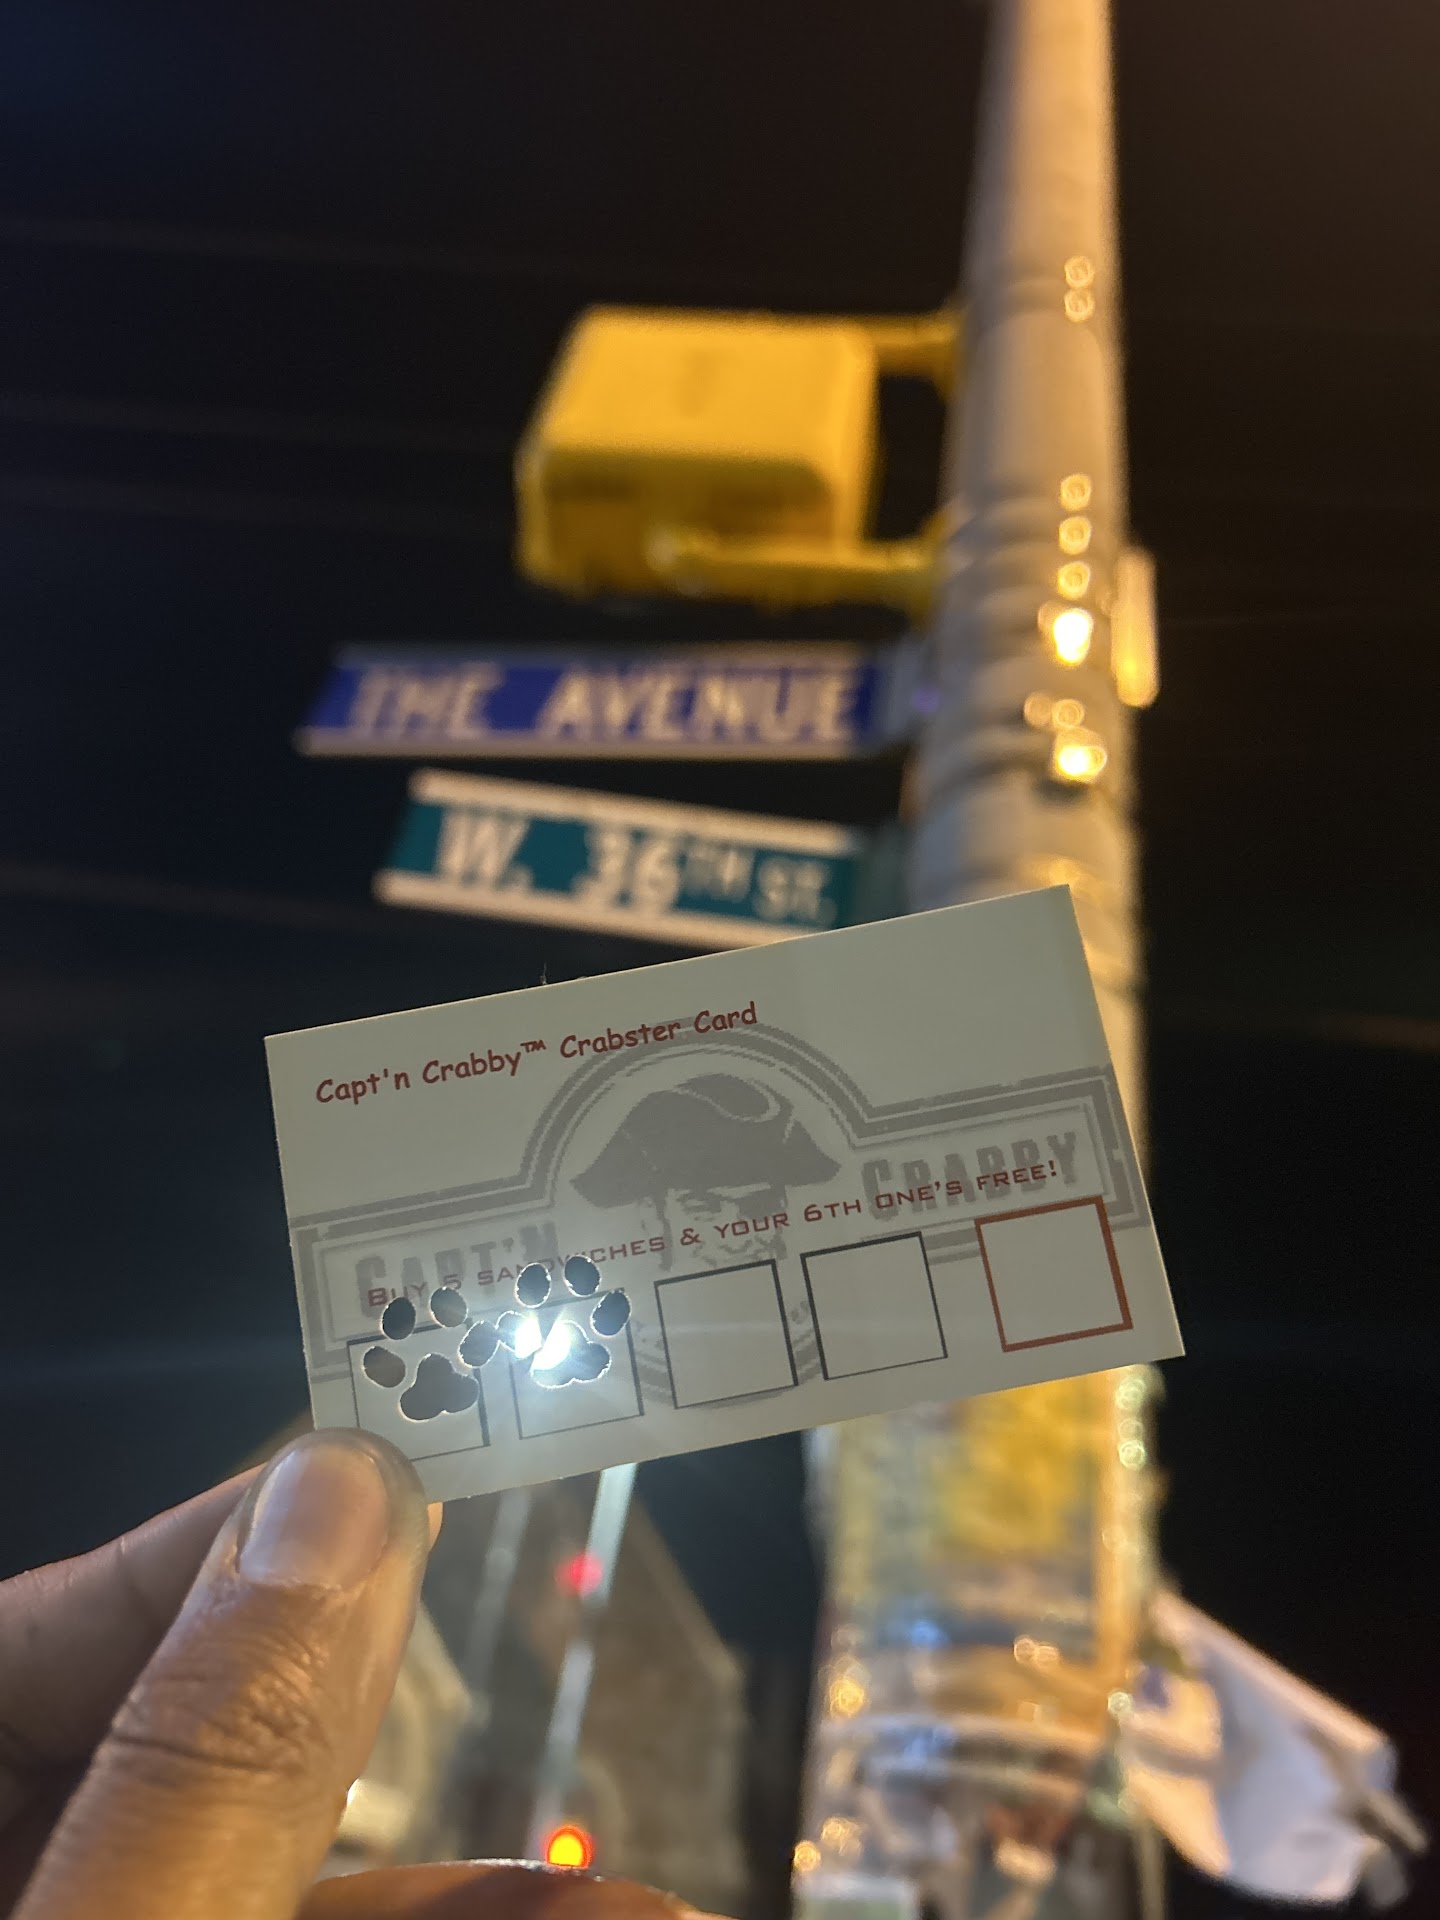 THE AVENUE
W. 36TH ST.
Capt'n Crabby™ Crabster Card
CAPT'N CRABBY
BUY 5 SANDWICHES & YOUR 6TH ONE'S FREE!